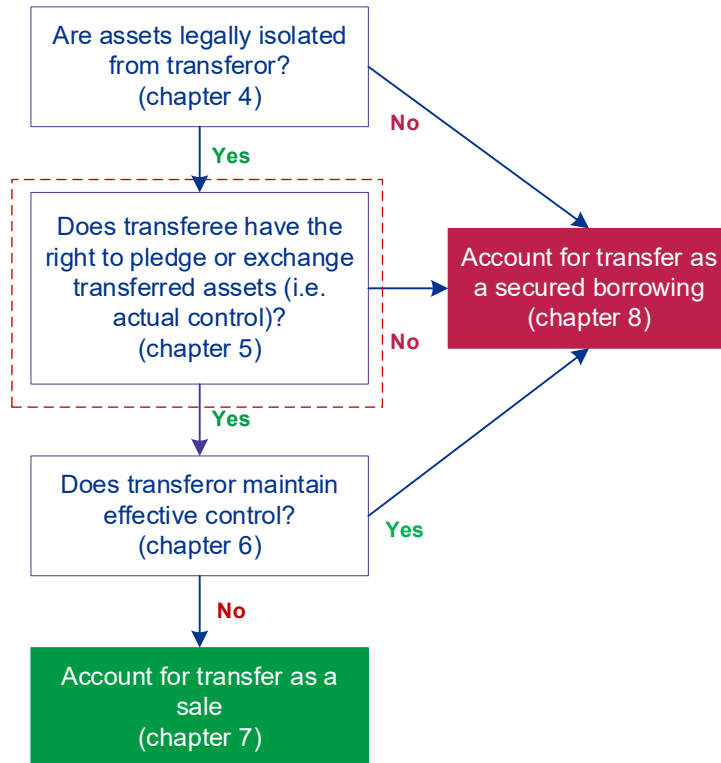 Are assets legally isolated
from transferor?
(chapter 4)
No
Yes
Does transferee have the
right to pledge or exchange
transferred assets (i.e.
actual control)?
(chapter 5)
Account for transfer as
a secured borrowing
(chapter 8)
No
Yes
Does transferor maintain
effective control?
(chapter 6)
Yes
No
Account for transfer as a
sale
(chapter 7)